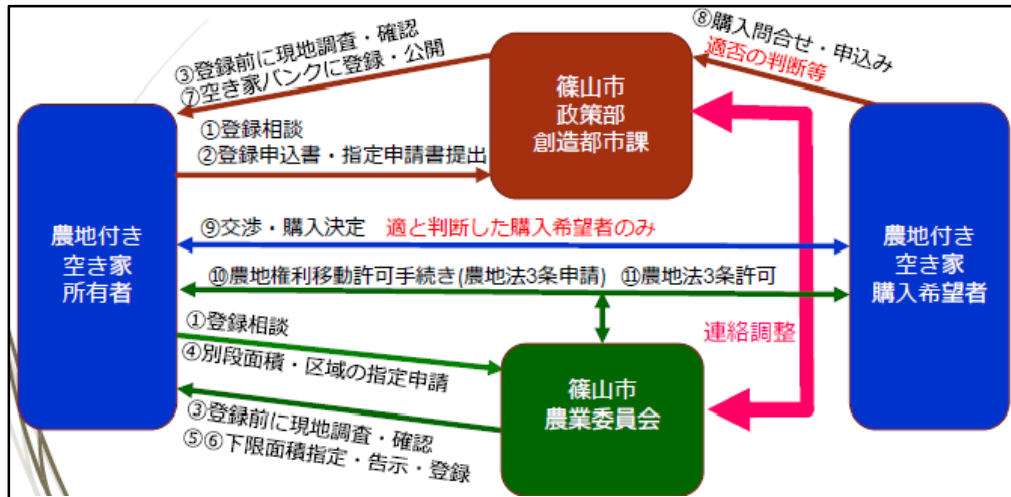 ⑧購入問合せ・申込み
適否の判断等
③登録前に現地調査・確認
⑦空き家バンクに登録・公開
篠山市
政策部
創造都市課
①登録相談
②登録申込書・指定申請書提出
農地付き
空き家
所有者
⑨交渉・購入決定 適と判断した購入希望者のみ
農地付き
空き家
購入希望者
⑩農地権利移動許可手続き(農地法3条申請) ⑪農地法3条許可
①登録相談
連絡調整
④別段面積・区域の指定申請
篠山市
農業委員会
③登録前に現地調査・確認
⑤⑥下限面積指定・告示・登録